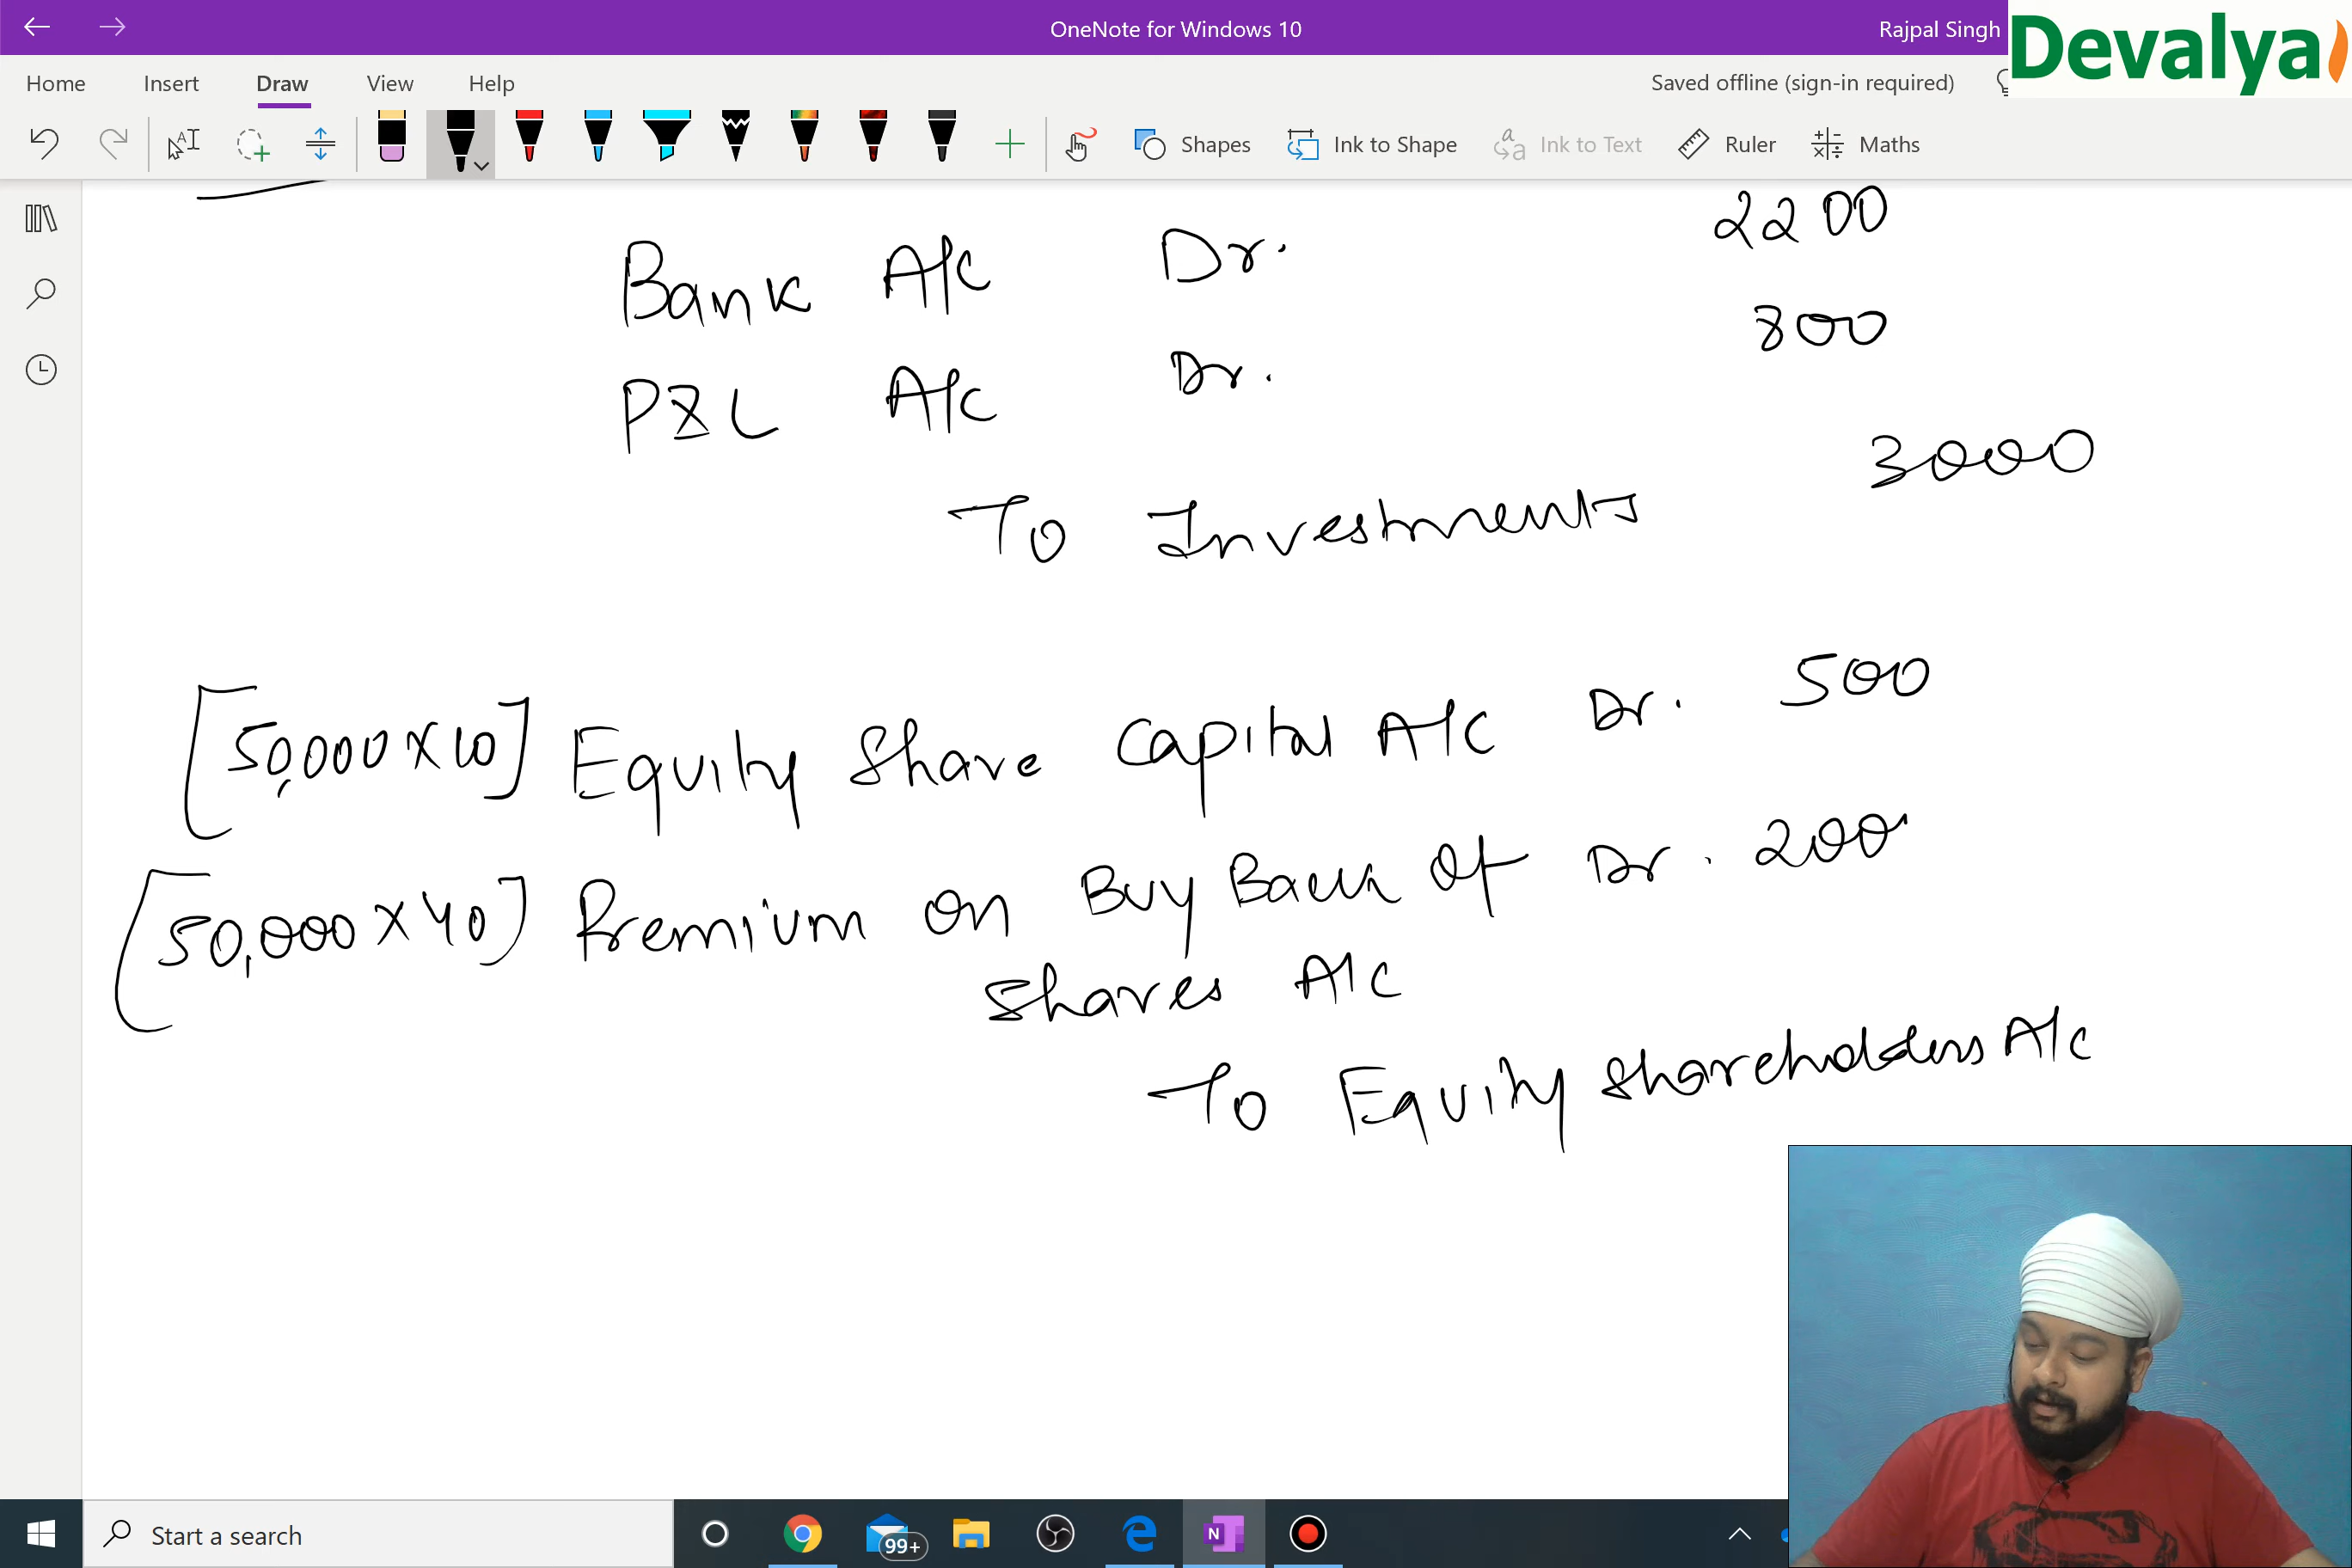 OneNote for Windows 10
Rajpal Singh
Devalya
Home Insert Draw View Help
Saved offline (sign-in required)
Shapes Ink to Shape Ink to Text Ruler Maths
2200
Bank A/c Dr.
800
P&L A/c Dr.
3000
To Investments
[50,000 X 10] Equity Share Capital A/c Dr. 500
[50,000 X 40] Premium on Buy Back Of Dr. 200
Shares A/c
To Equity Shareholders A/c
Start a search
99+
N